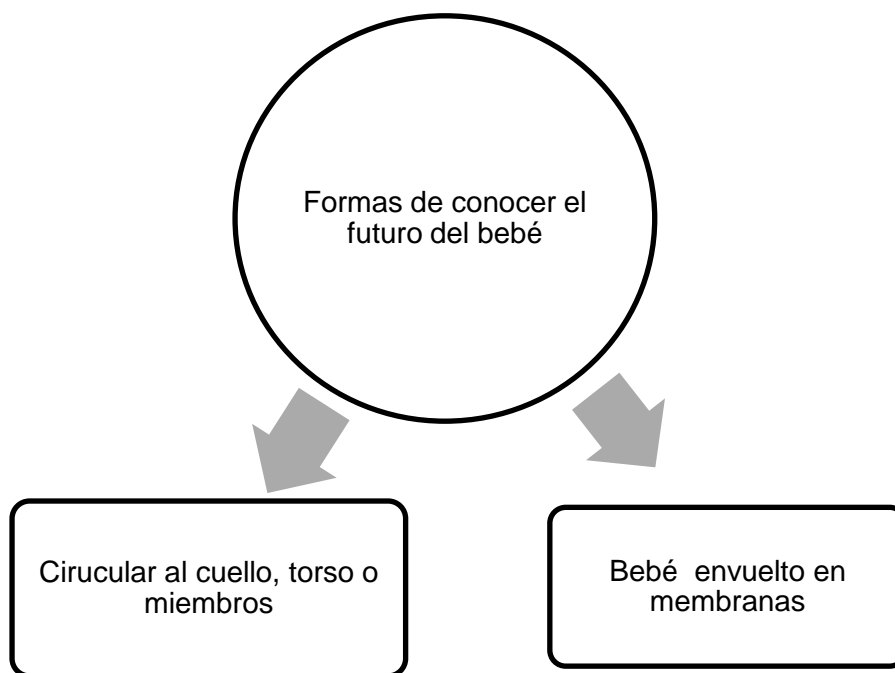 Formas de conocer el
futuro del bebé
Cirucular al cuello, torso o
miembros
Bebé  envuelto en
membranas